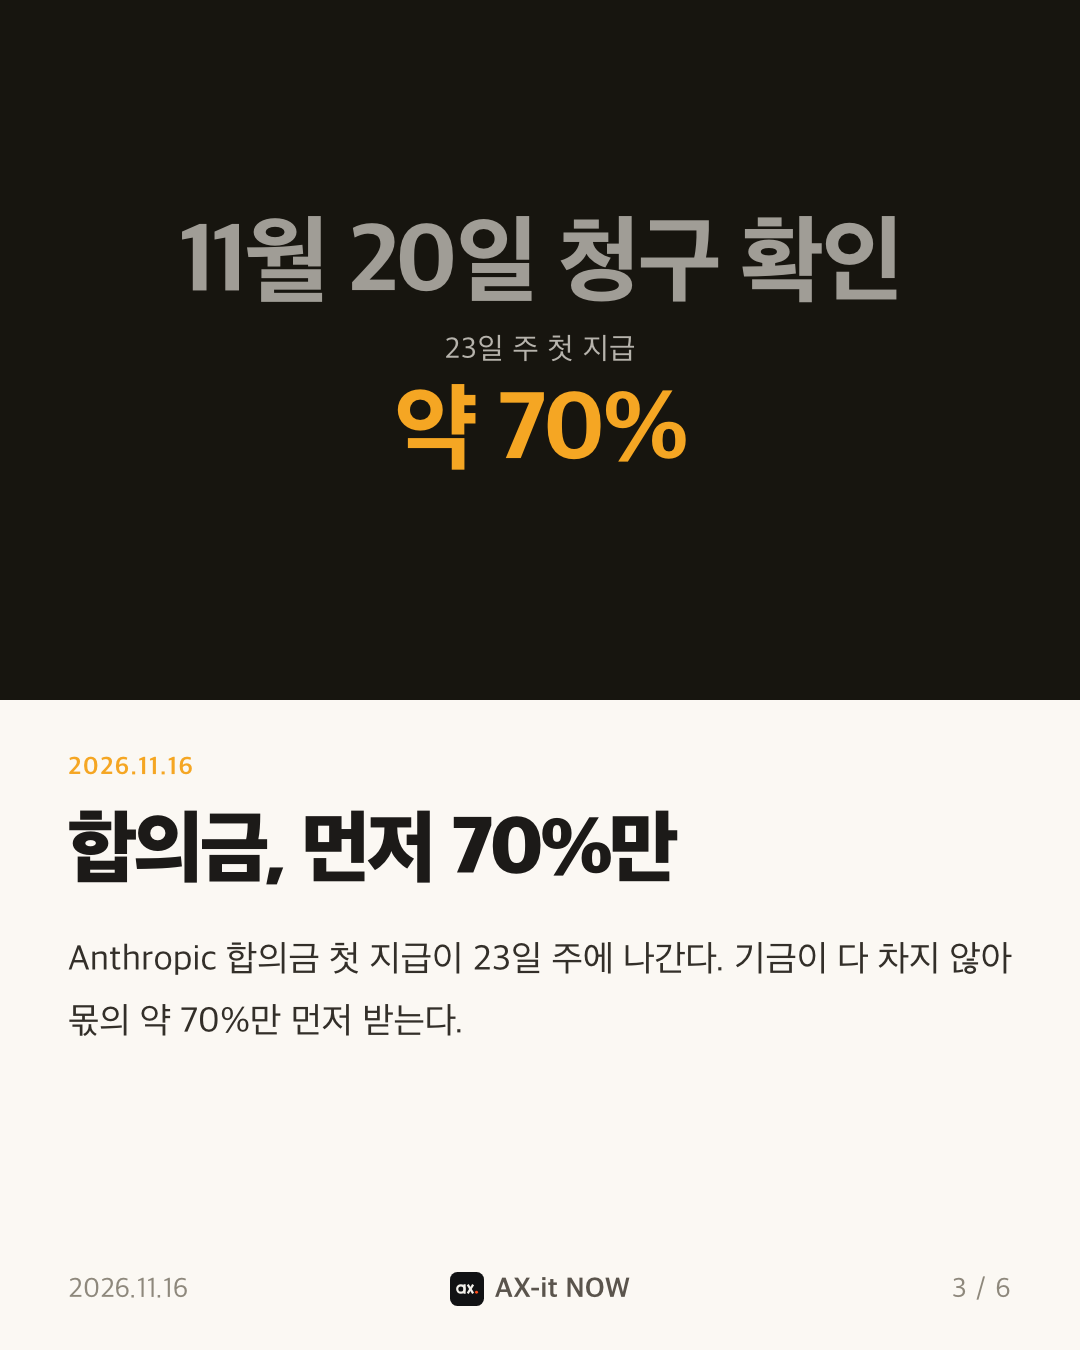 11월 20일 청구 확인
23일 주 첫 지급
약 70%
2026.11.16
합의금, 먼저 70%만
Anthropic 합의금 첫 지급이 23일 주에 나간다. 기금이 다 차지 않아
몫의 약 70%만 먼저 받는다.
2026.11.16
ax.
AX-it NOW
3 / 6